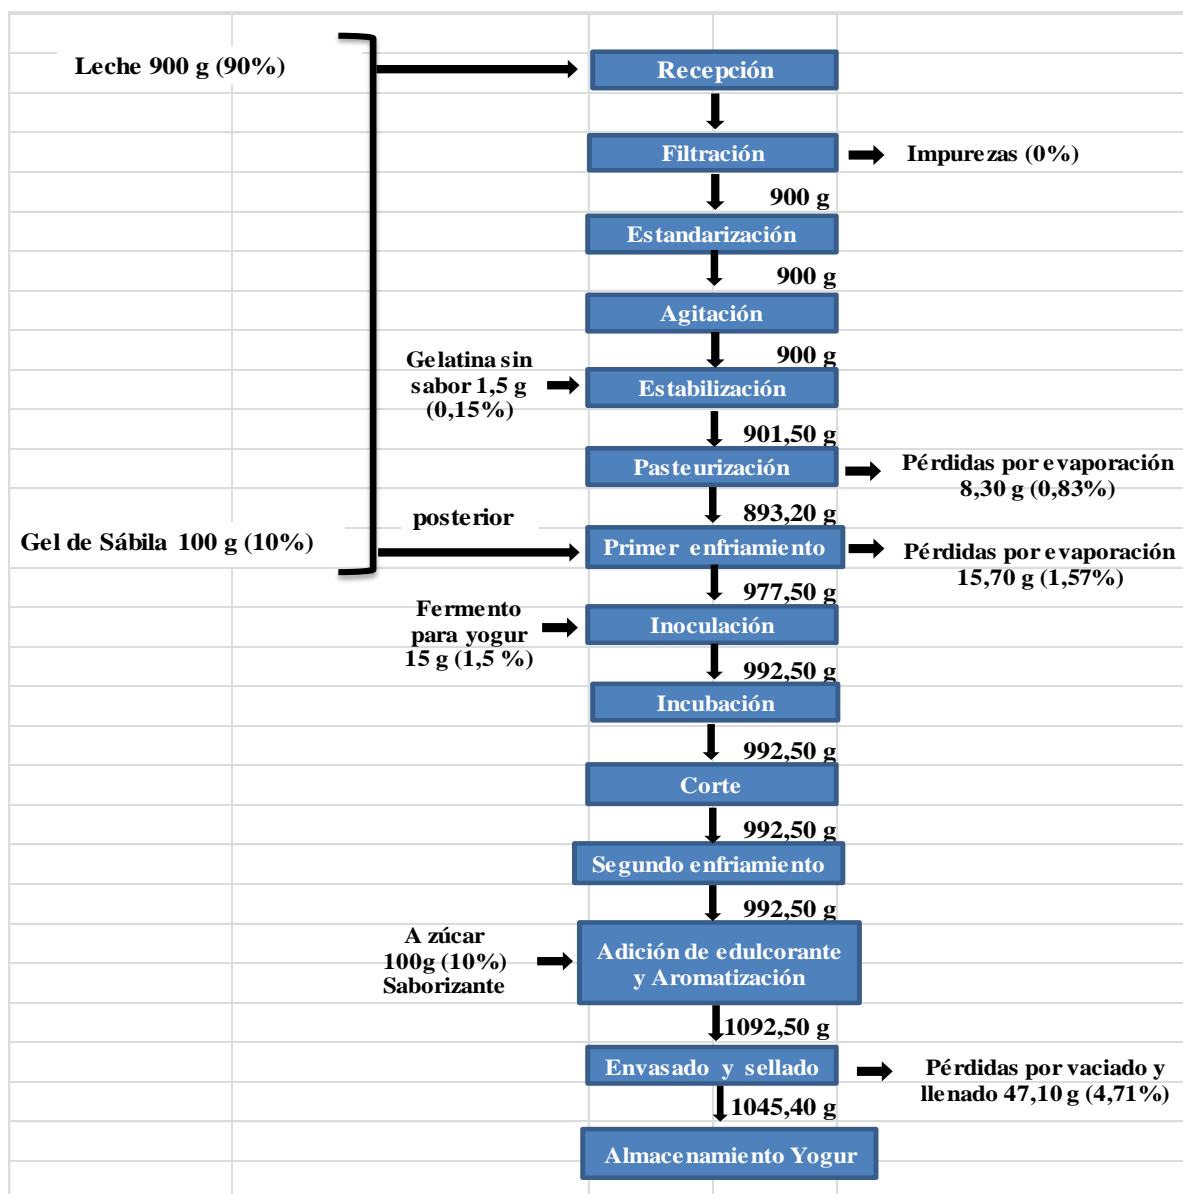 Leche 900 g (90%)
Recepción
Filtración
Impurezas (0%)
900 g
Estandarización
900 g
Agitación
900 g
Gelatina sin
sabor 1,5 g
(0,15%)
Estabilización
901,50 g
Pasteurización
Pérdidas por evaporación
8,30 g (0,83%)
893,20 g
Gel de Sábila 100 g (10%)
posterior
Primer enfriamiento
Pérdidas por evaporación
15,70 g (1,57%)
977,50 g
Fermento
para yogur
15 g (1,5 %)
Inoculación
992,50 g
Incubación
992,50 g
Corte
992,50 g
Segundo enfriamiento
992,50 g
A zúcar
100g (10%)
Saborizante
Adición de edulcorante
y Aromatización
1092,50 g
Envasado y sellado
Pérdidas por vaciado y
llenado 47,10 g (4,71%)
1045,40 g
Almacenamiento Yogur